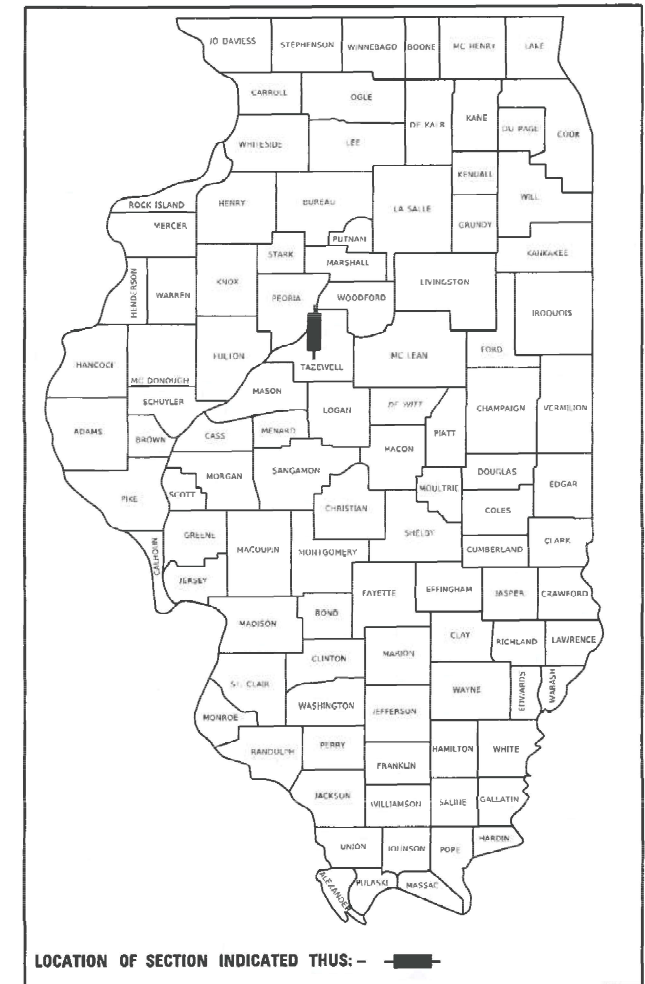 JO DAVIESS STEPHENSON WINNEBAGO BOONE MC HENRY LAKE
CARROLL OGLE DE KALB KANE DU PAGE COOK
WHITESIDE LEE
KENDALL
ROCK ISLAND HENRY BUREAU LA SALLE GRUNDY WILL
MERCER PUTNAM
STARK MARSHALL KANKAKEE
HENDERSON WARREN KNOX PEORIA WOODFORD LIVINGSTON IROQUOIS
HANCOCK MC DONOUGH FULTON TAZEWELL MC LEAN FORD
SCHUYLER MASON
ADAMS BROWN CASS MENARD LOGAN DE WITT PIATT CHAMPAIGN VERMILION
MACON
PIKE SCOTT MORGAN SANGAMON CHRISTIAN MOULTRIE DOUGLAS EDGAR
COLES
CALHOUN GREENE MACOUPIN MONTGOMERY SHELBY CUMBERLAND CLARK
JERSEY FAYETTE EFFINGHAM JASPER CRAWFORD
MADISON BOND
CLAY RICHLAND LAWRENCE
CLINTON MARION
ST. CLAIR WAYNE EDWARDS WABASH
MONROE WASHINGTON JEFFERSON
RANDOLPH PERRY HAMILTON WHITE
FRANKLIN
JACKSON WILLIAMSON SALINE GALLATIN
UNION JOHNSON POPE HARDIN
ALEXANDER PULASKI MASSAC
LOCATION OF SECTION INDICATED THUS:-